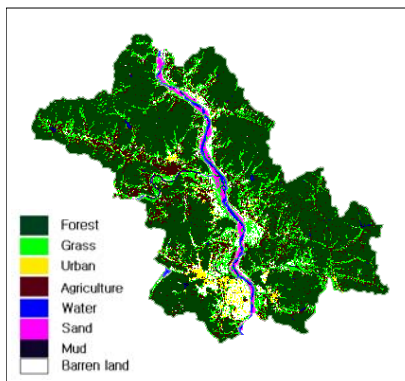 Forest
Grass
Urban
Agriculture
Water
Sand
Mud
Barren land